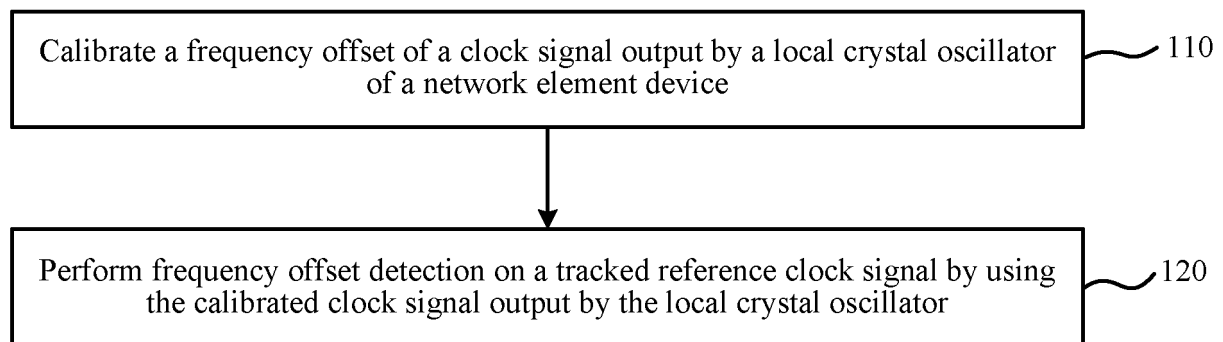 Calibrate a frequency offset of a clock signal output by a local crystal oscillator
of a network element device
110
Perform frequency offset detection on a tracked reference clock signal by using
the calibrated clock signal output by the local crystal oscillator
120